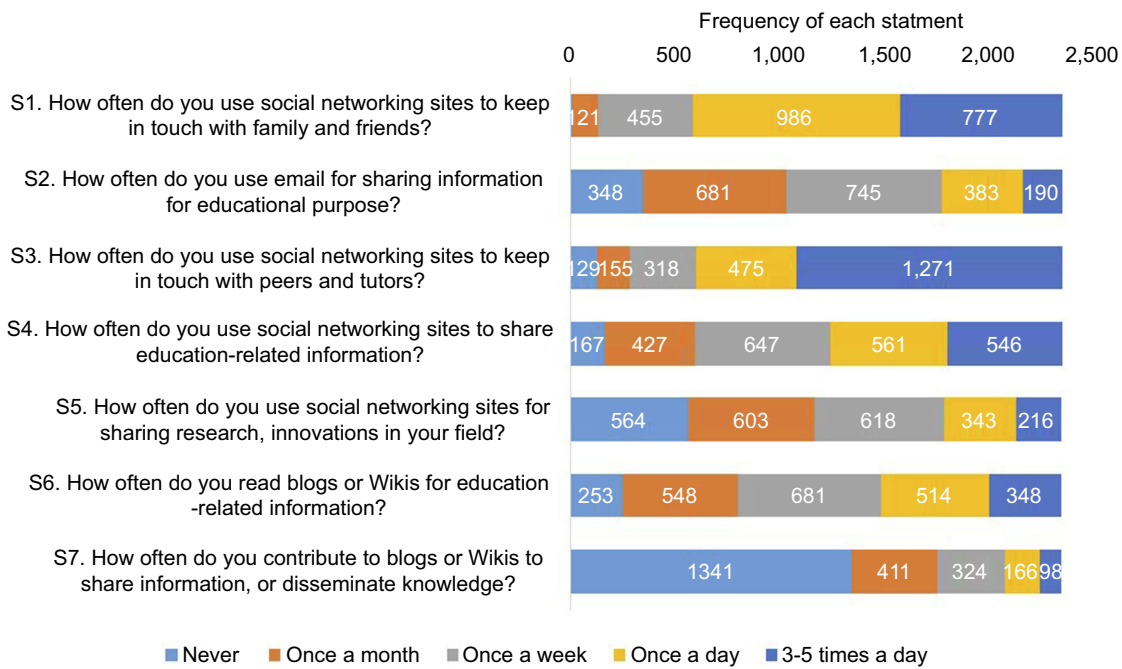 Frequency of each statment
0 500 1,000 1,500 2,000 2,500
S1. How often do you use social networking sites to keep
in touch with family and friends?
121 455 986 777
S2. How often do you use email for sharing information
for educational purpose?
348 681 745 383 190
S3. How often do you use social networking sites to keep
in touch with peers and tutors?
129 155 318 475 1,271
S4. How often do you use social networking sites to share
education-related information?
167 427 647 561 546
S5. How often do you use social networking sites for
sharing research, innovations in your field?
564 603 618 343 216
S6. How often do you read blogs or Wikis for education
-related information?
253 548 681 514 348
S7. How often do you contribute to blogs or Wikis to
share information, or disseminate knowledge?
1341 411 324 166 98
Never Once a month Once a week Once a day 3-5 times a day